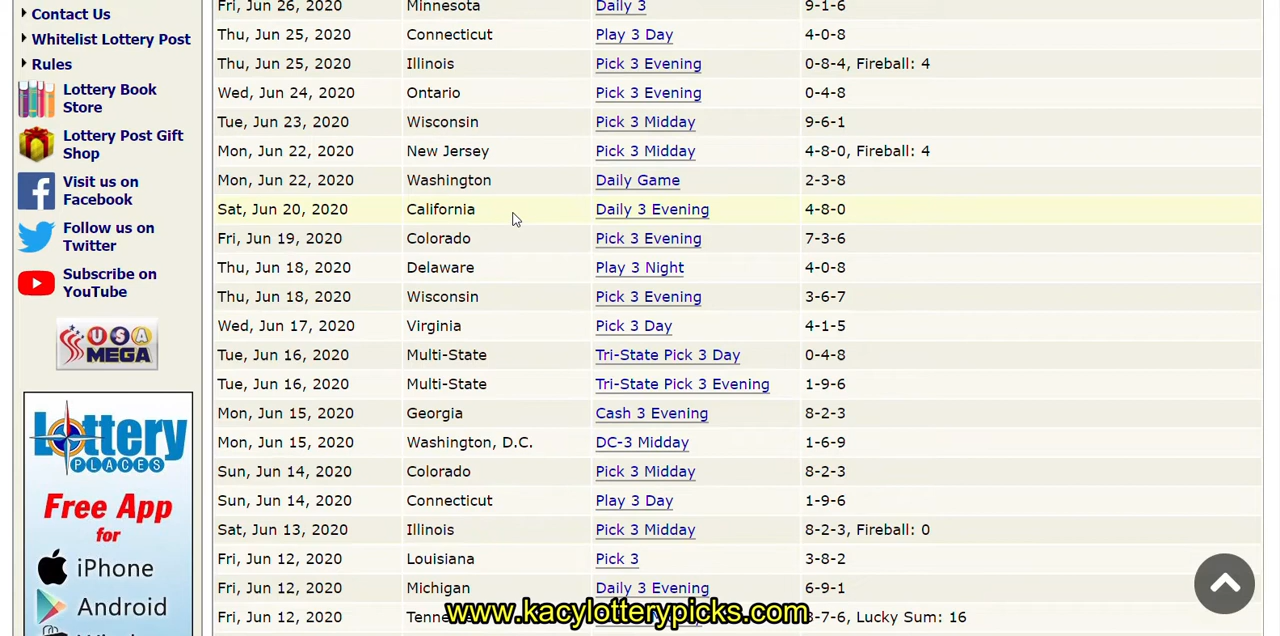 Contact Us
Whitelist Lottery Post
Rules
Lottery Book
Store
Lottery Post Gift
Shop
Visit us on
Facebook
Follow us on
Twitter
Subscribe on
YouTube
USA
MEGA
Lottery
PLACES
Free App
for
iPhone
Android
Fri, Jun 26, 2020 Minnesota Daily 3 9-1-6
Thu, Jun 25, 2020 Connecticut Play 3 Day 4-0-8
Thu, Jun 25, 2020 Illinois Pick 3 Evening 0-8-4, Fireball: 4
Wed, Jun 24, 2020 Ontario Pick 3 Evening 0-4-8
Tue, Jun 23, 2020 Wisconsin Pick 3 Midday 9-6-1
Mon, Jun 22, 2020 New Jersey Pick 3 Midday 4-8-0, Fireball: 4
Mon, Jun 22, 2020 Washington Daily Game 2-3-8
Sat, Jun 20, 2020 California Daily 3 Evening 4-8-0
Fri, Jun 19, 2020 Colorado Pick 3 Evening 7-3-6
Thu, Jun 18, 2020 Delaware Play 3 Night 4-0-8
Thu, Jun 18, 2020 Wisconsin Pick 3 Evening 3-6-7
Wed, Jun 17, 2020 Virginia Pick 3 Day 4-1-5
Tue, Jun 16, 2020 Multi-State Tri-State Pick 3 Day 0-4-8
Tue, Jun 16, 2020 Multi-State Tri-State Pick 3 Evening 1-9-6
Mon, Jun 15, 2020 Georgia Cash 3 Evening 8-2-3
Mon, Jun 15, 2020 Washington, D.C. DC-3 Midday 1-6-9
Sun, Jun 14, 2020 Colorado Pick 3 Midday 8-2-3
Sun, Jun 14, 2020 Connecticut Play 3 Day 1-9-6
Sat, Jun 13, 2020 Illinois Pick 3 Midday 8-2-3, Fireball: 0
Fri, Jun 12, 2020 Louisiana Pick 3 3-8-2
Fri, Jun 12, 2020 Michigan Daily 3 Evening 6-9-1
Fri, Jun 12, 2020 -7-6, Lucky Sum: 16
www.kacylotterypicks.com